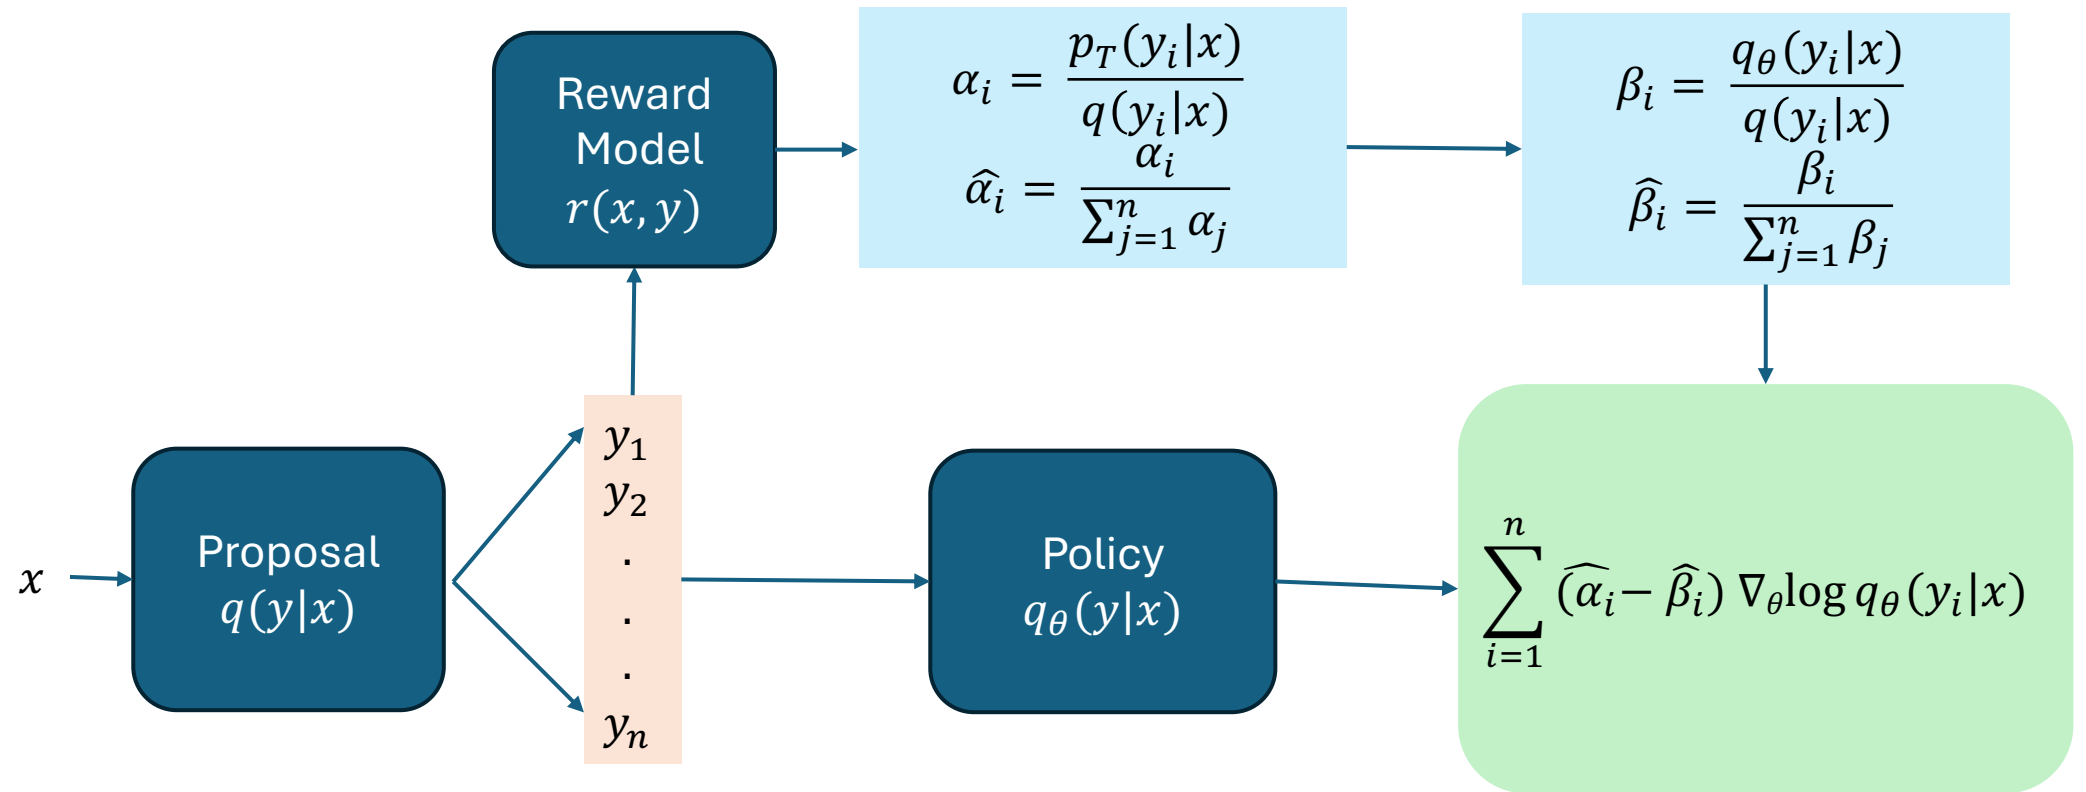 Reward
Model
r(x, y)
α_i = p_T(y_i|x) / q(y_i|x)
α̂_i = α_i / ∑_{j=1}^{n} α_j
β_i = q_θ(y_i|x) / q(y_i|x)
β̂_i = β_i / ∑_{j=1}^{n} β_j
x
Proposal
q(y|x)
y_1
y_2
.
.
.
y_n
Policy
q_θ(y|x)
∑_{i=1}^{n} (α̂_i − β̂_i) ∇_θ log q_θ(y_i|x)